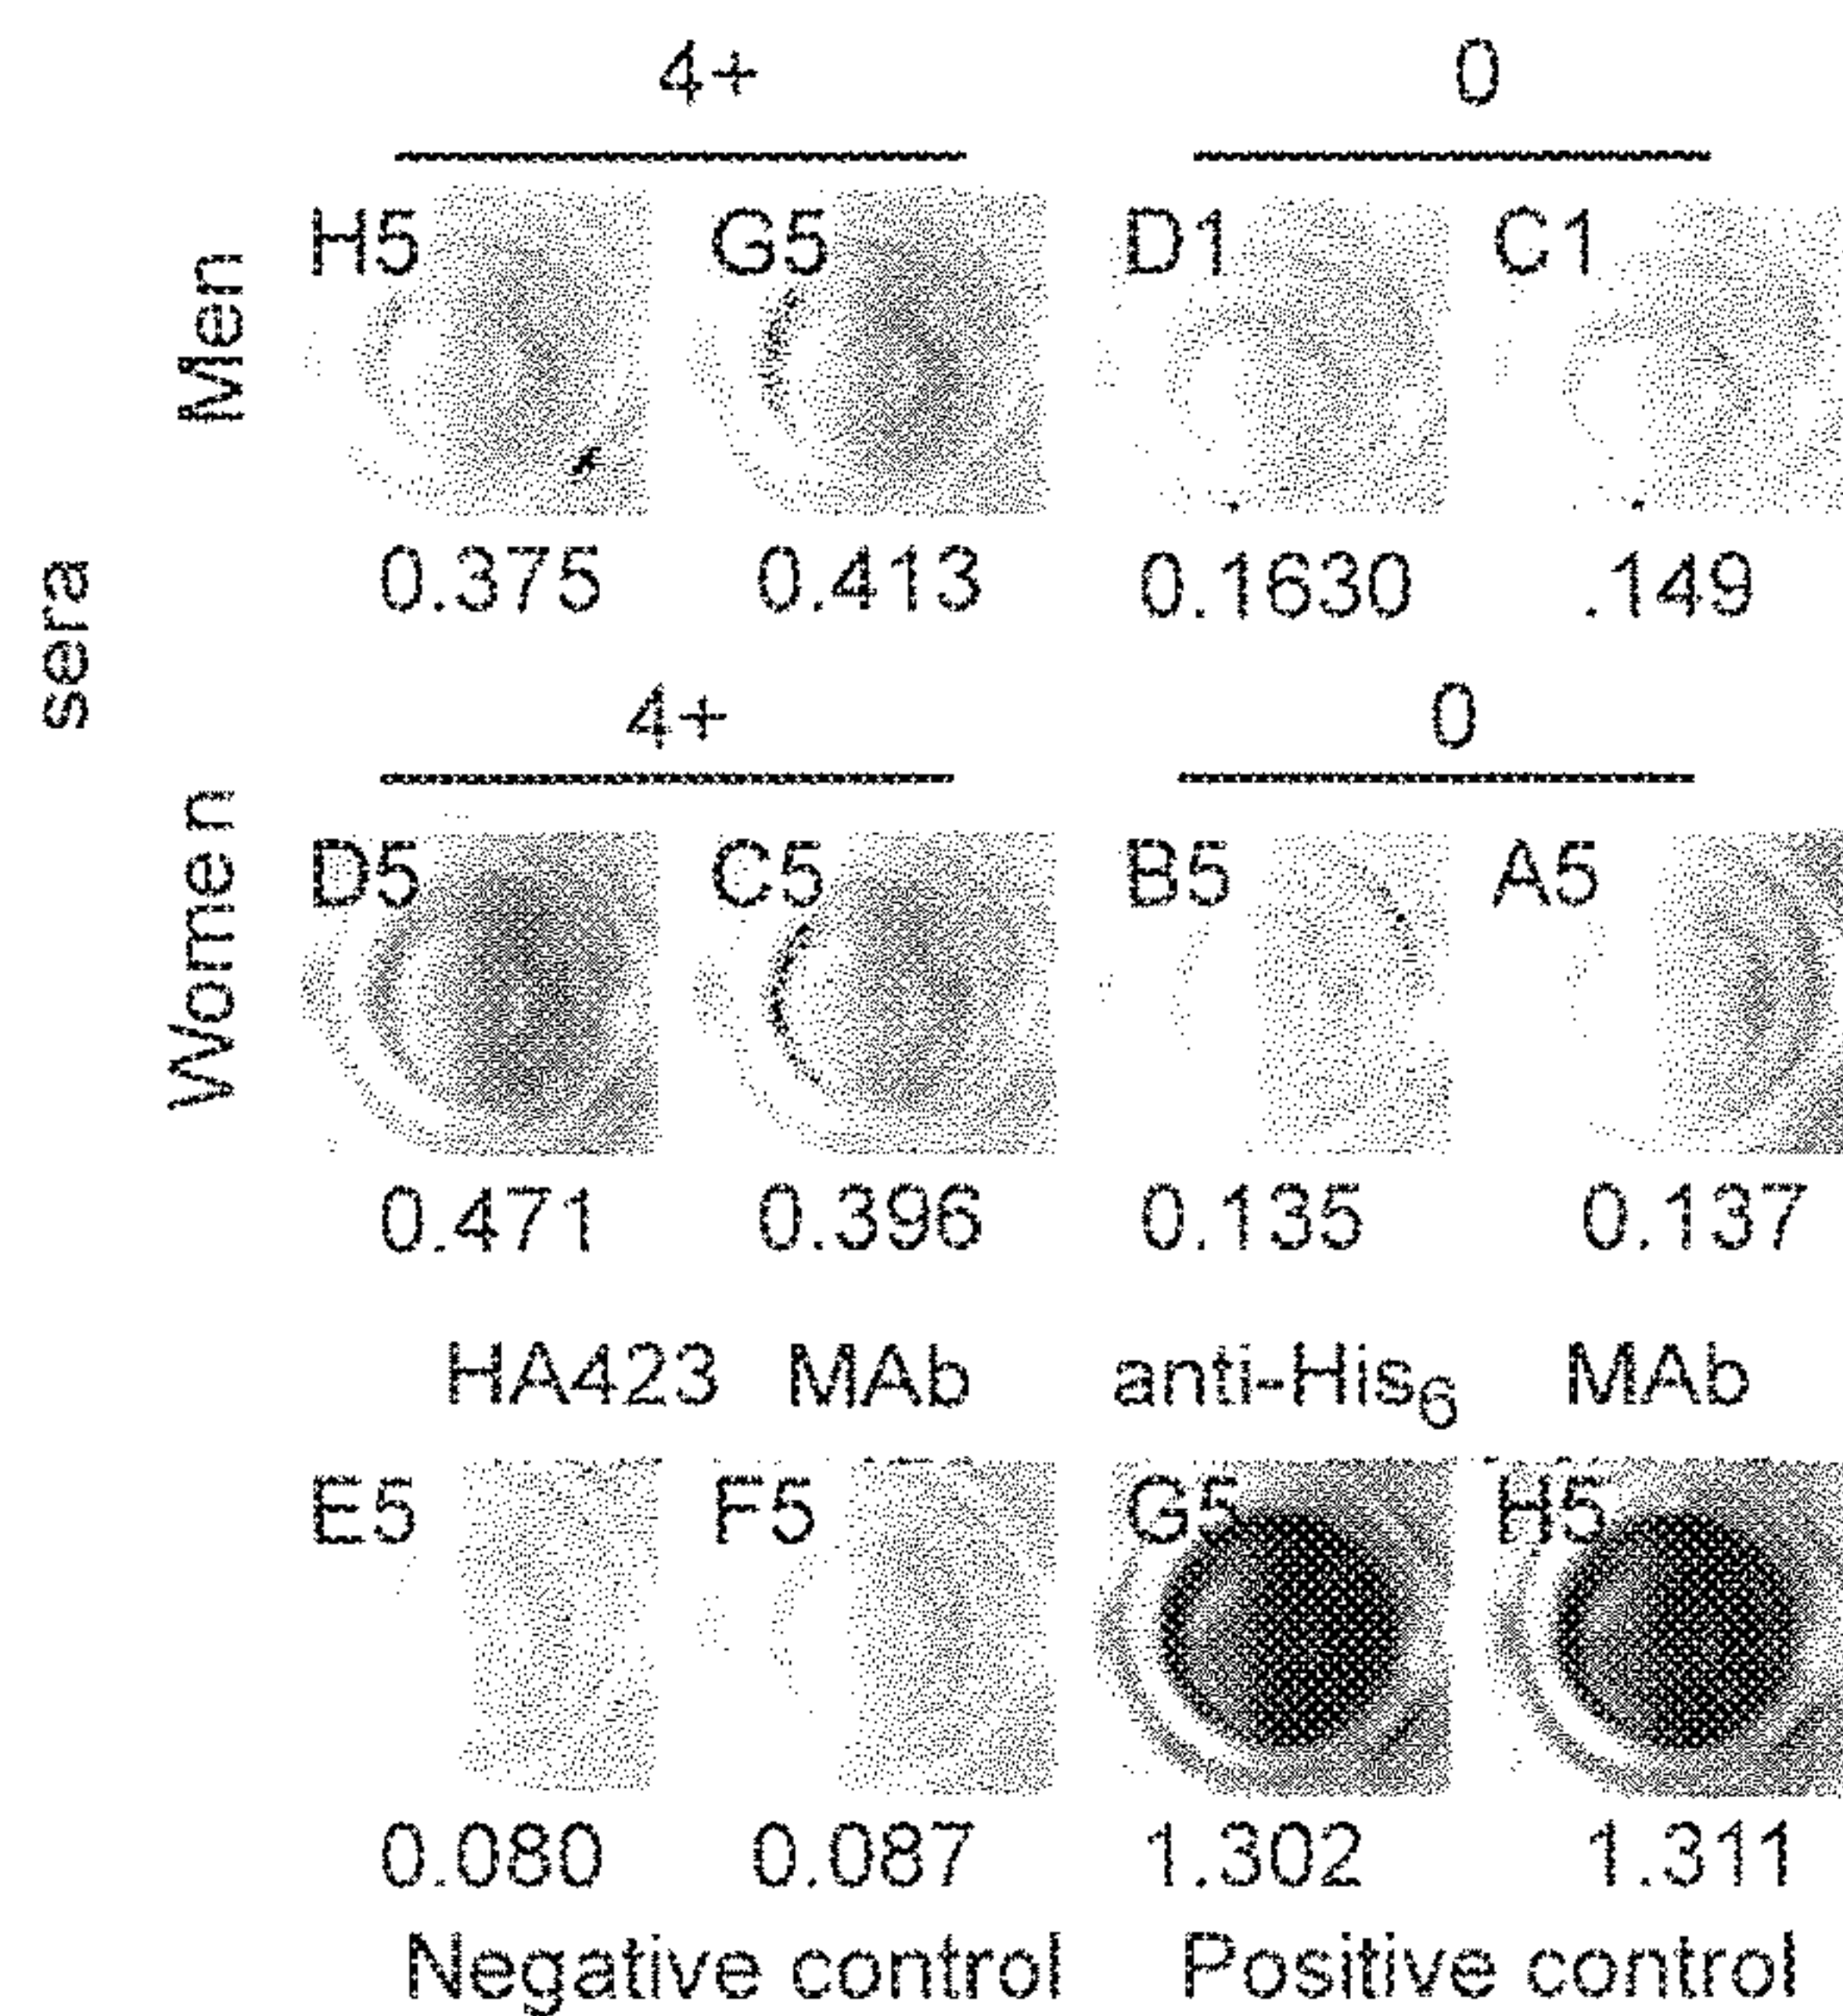 4+ 0
Men
H5 G5 D1 C1
0.375 0.413 0.1630 .149
sera
4+ 0
Wome n
D5 C5 B5 A5
0.471 0.396 0.135 0.137
HA423 MAb anti-His6 MAb
E5 F5 G5 H5
0.080 0.087 1.302 1.311
Negative control Positive control